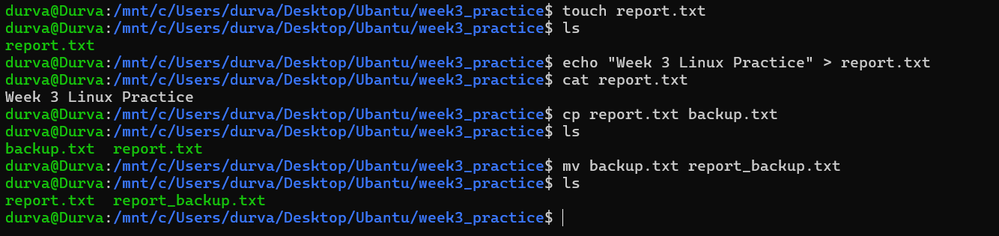 durva@Durva:/mnt/c/Users/durva/Desktop/Ubantu/week3_practice$ touch report.txt
durva@Durva:/mnt/c/Users/durva/Desktop/Ubantu/week3_practice$ ls
report.txt
durva@Durva:/mnt/c/Users/durva/Desktop/Ubantu/week3_practice$ echo "Week 3 Linux Practice" > report.txt
durva@Durva:/mnt/c/Users/durva/Desktop/Ubantu/week3_practice$ cat report.txt
Week 3 Linux Practice
durva@Durva:/mnt/c/Users/durva/Desktop/Ubantu/week3_practice$ cp report.txt backup.txt
durva@Durva:/mnt/c/Users/durva/Desktop/Ubantu/week3_practice$ ls
backup.txt  report.txt
durva@Durva:/mnt/c/Users/durva/Desktop/Ubantu/week3_practice$ mv backup.txt report_backup.txt
durva@Durva:/mnt/c/Users/durva/Desktop/Ubantu/week3_practice$ ls
report.txt  report_backup.txt
durva@Durva:/mnt/c/Users/durva/Desktop/Ubantu/week3_practice$